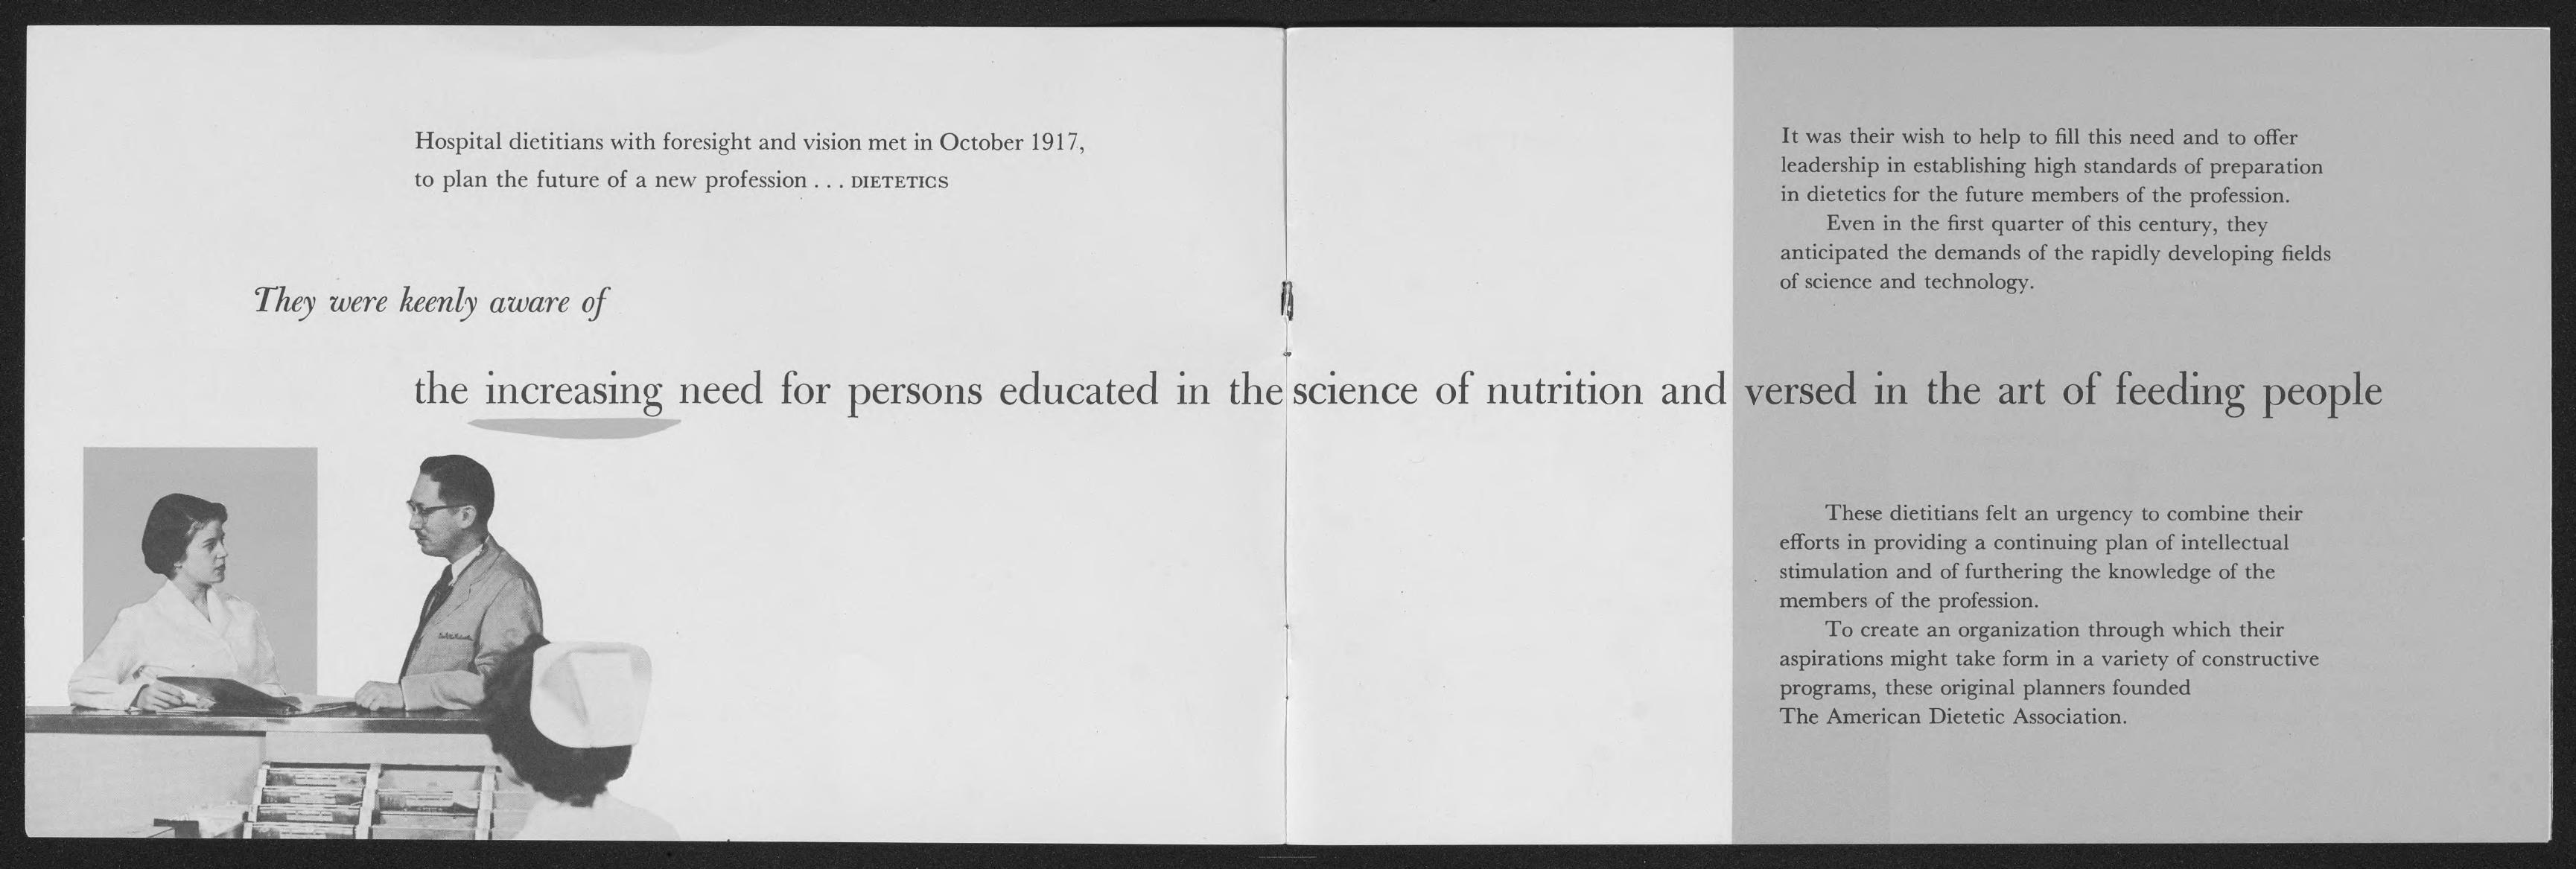 Hospital dietitians with foresight and vision met in October 1917,
to plan the future of a new profession . . . DIETETICS
They were keenly aware of
the increasing need for persons educated in the science of nutrition and versed in the art of feeding people
It was their wish to help to fill this need and to offer
leadership in establishing high standards of preparation
in dietetics for the future members of the profession.
Even in the first quarter of this century, they
anticipated the demands of the rapidly developing fields
of science and technology.
These dietitians felt an urgency to combine their
efforts in providing a continuing plan of intellectual
stimulation and of furthering the knowledge of the
members of the profession.
To create an organization through which their
aspirations might take form in a variety of constructive
programs, these original planners founded
The American Dietetic Association.